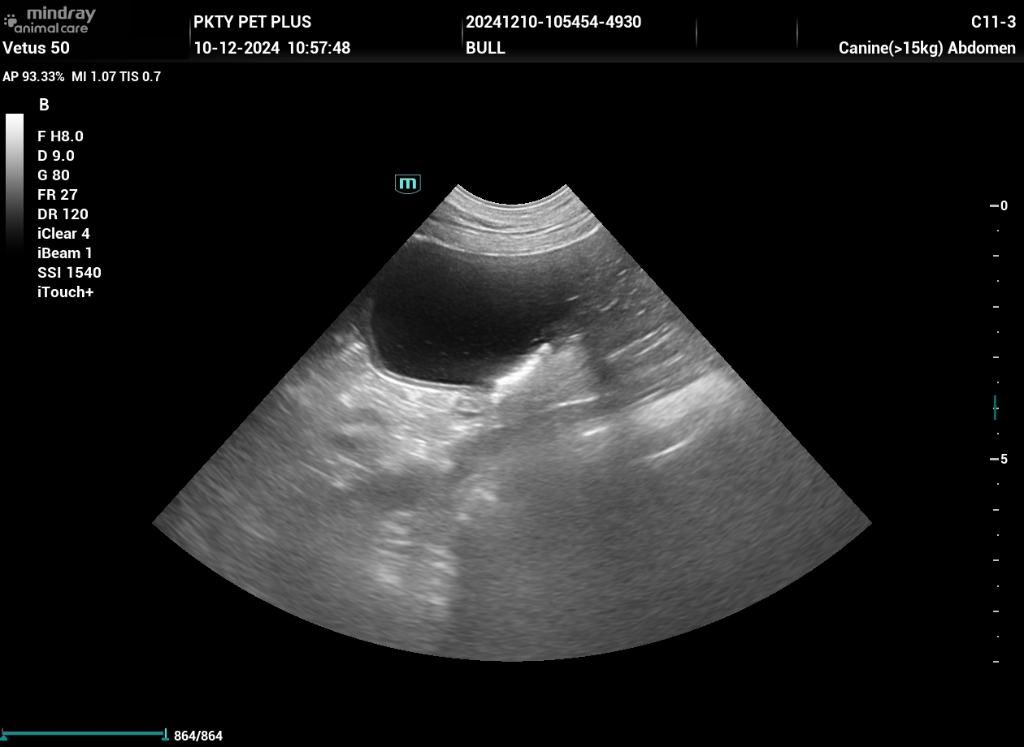 mindray
animalcare
Vetus 50
PKTY PET PLUS
10-12-2024 10:57:48
20241210-105454-4930
BULL
C11-3
Canine(>15kg) Abdomen
AP 93.33% MI 1.07 TIS 0.7
B
F H8.0
D 9.0
G 80
FR 27
DR 120
iClear 4
iBeam 1
SSI 1540
iTouch+
m
0
5
864/864